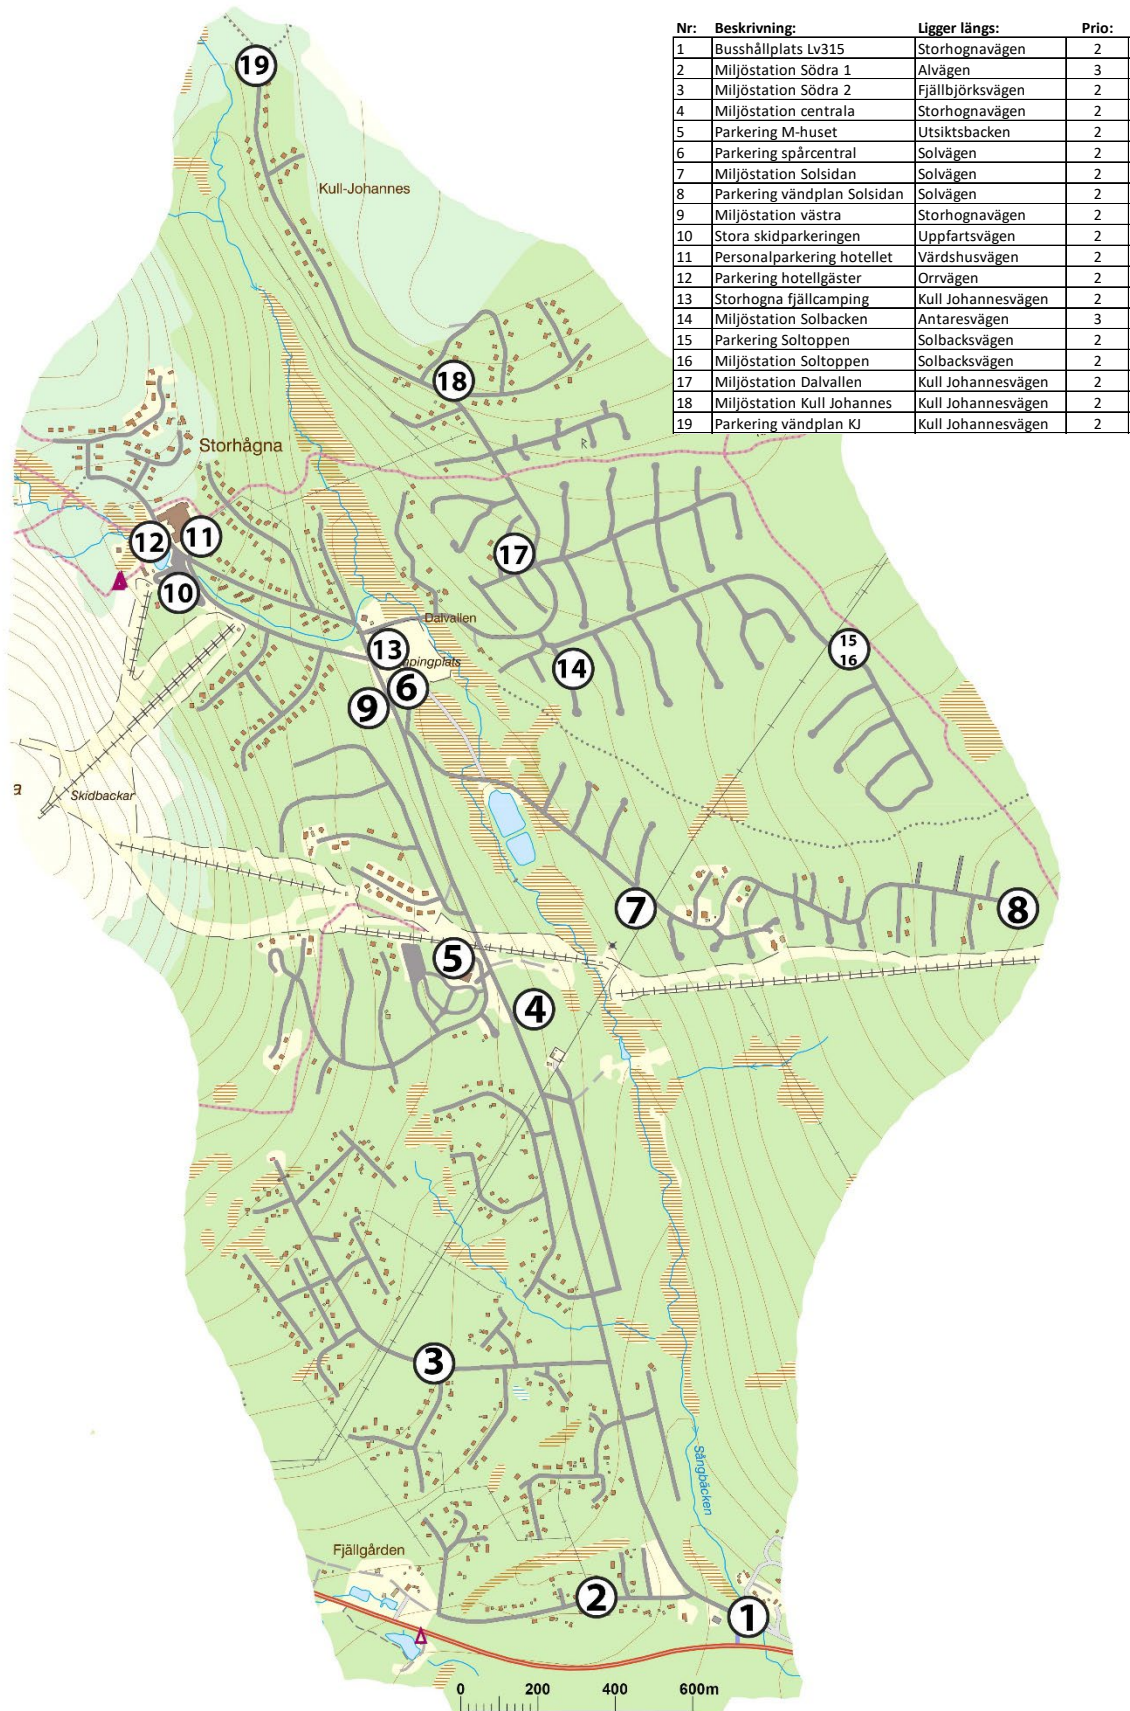 Nr: Beskrivning: Ligger längs: Prio:
1 Busshållplats Lv315 Storhognavägen 2
2 Miljöstation Södra 1 Alvägen 3
3 Miljöstation Södra 2 Fjällbjörksvägen 2
4 Miljöstation centrala Storhognavägen 2
5 Parkering M-huset Utsiktsbacken 2
6 Parkering spårcentral Solvägen 2
7 Miljöstation Solsidan Solvägen 2
8 Parkering vändplan Solsidan Solvägen 2
9 Miljöstation västra Storhognavägen 2
10 Stora skidparkeringen Uppfartsvägen 2
11 Personalparkering hotellet Värdshusvägen 2
12 Parkering hotellgäster Orrvägen 2
13 Storhogna fjällcamping Kull Johannesvägen 2
14 Miljöstation Solbacken Antaresvägen 3
15 Parkering Soltoppen Solbacksvägen 2
16 Miljöstation Soltoppen Solbacksvägen 2
17 Miljöstation Dalvallen Kull Johannesvägen 2
18 Miljöstation Kull Johannes Kull Johannesvägen 2
19 Parkering vändplan KJ Kull Johannesvägen 2
19
Kull-Johannes
18
Storhågna
R
12
11
17
10
Dalvallen
13
mpingplats
15
16
14
6
9
a
Skidbackar
7
8
5
4
3
Sångbäcken
Fjällgården
2
1
0 200 400 600m